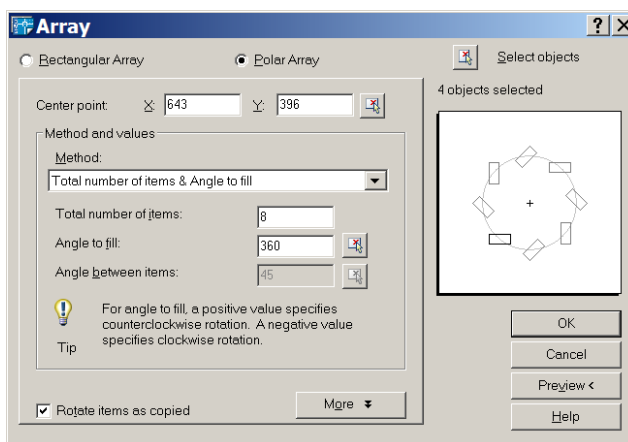 Array
Rectangular Array Polar Array Select objects
4 objects selected
Center point: X: 643 Y: 396
Method and values
Method:
Total number of items & Angle to fill
Total number of items: 8
Angle to fill: 360
Angle between items: 45
For angle to fill, a positive value specifies
counterclockwise rotation. A negative value
specifies clockwise rotation.
Tip
OK
Cancel
Preview <
Help
Rotate items as copied More